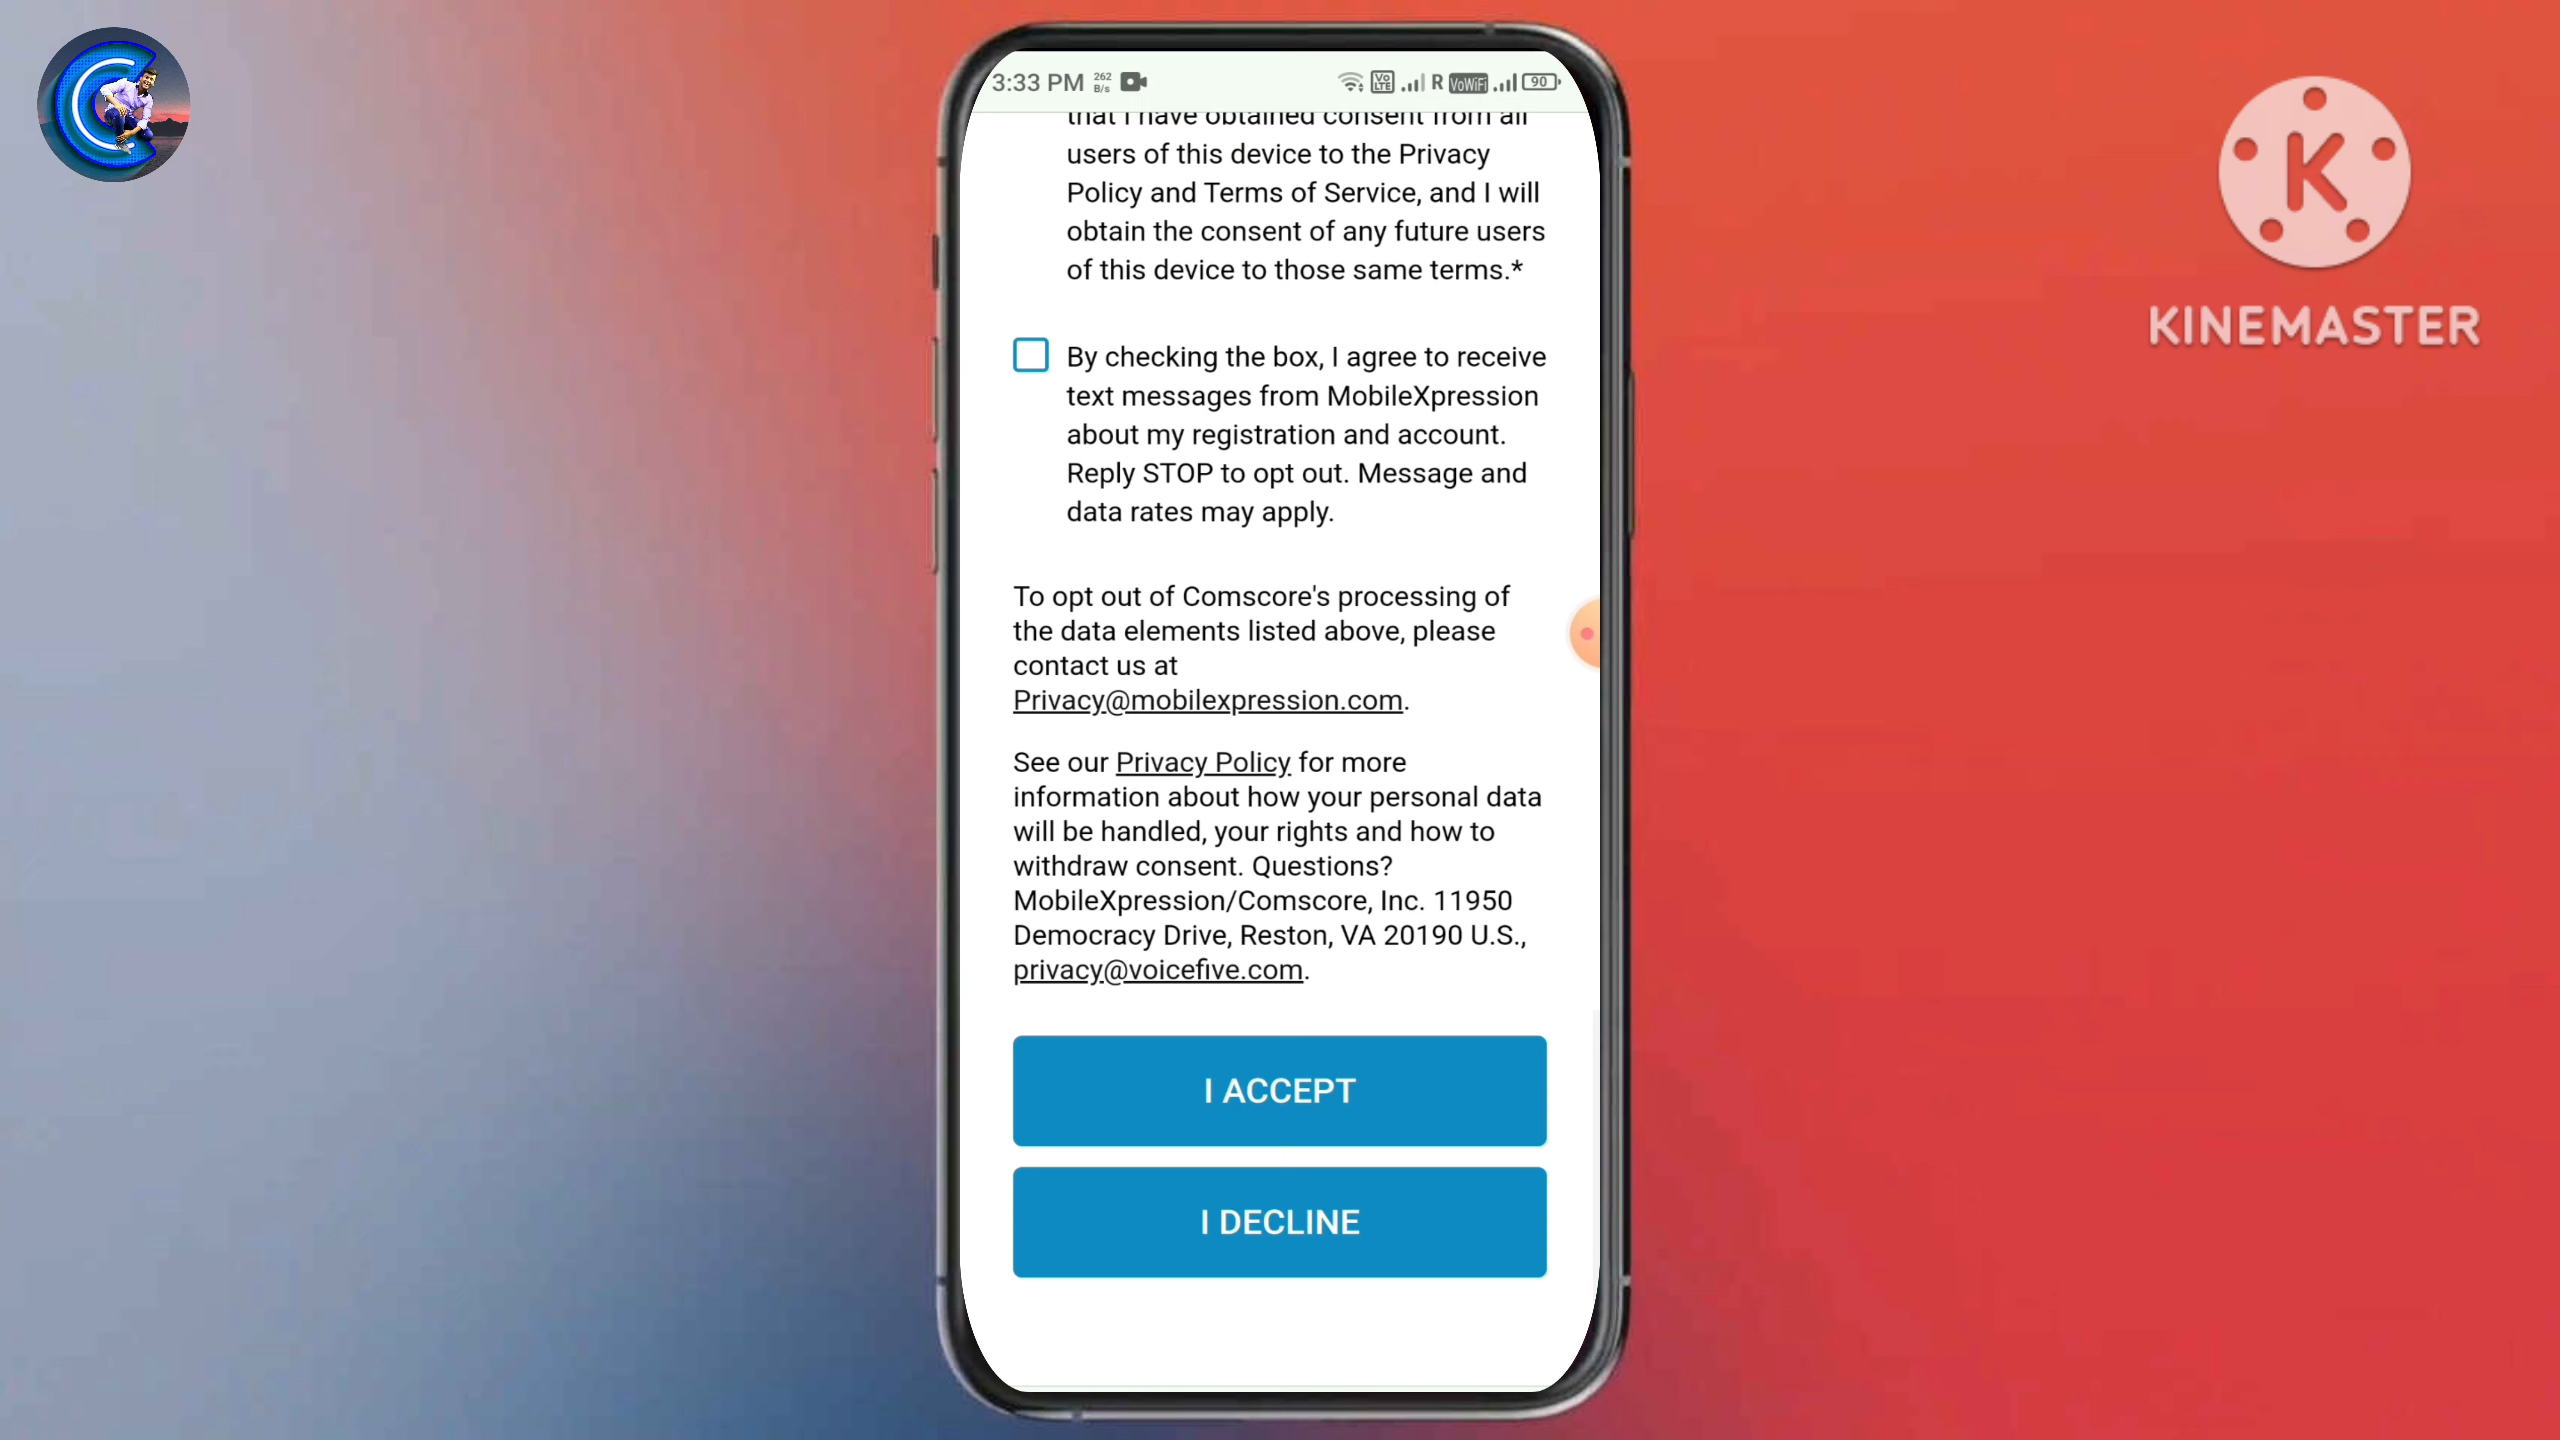 3:33 PM 262 B/s Vo LTE R VoWiFi 90
that I have obtained consent from all
users of this device to the Privacy
Policy and Terms of Service, and I will
obtain the consent of any future users
of this device to those same terms.*
By checking the box, I agree to receive
text messages from MobileXpression
about my registration and account.
Reply STOP to opt out. Message and
data rates may apply.
To opt out of Comscore's processing of
the data elements listed above, please
contact us at
Privacy@mobilexpression.com.
See our Privacy Policy for more
information about how your personal data
will be handled, your rights and how to
withdraw consent. Questions?
MobileXpression/Comscore, Inc. 11950
Democracy Drive, Reston, VA 20190 U.S.,
privacy@voicefive.com.
I ACCEPT
I DECLINE
K
KINEMASTER